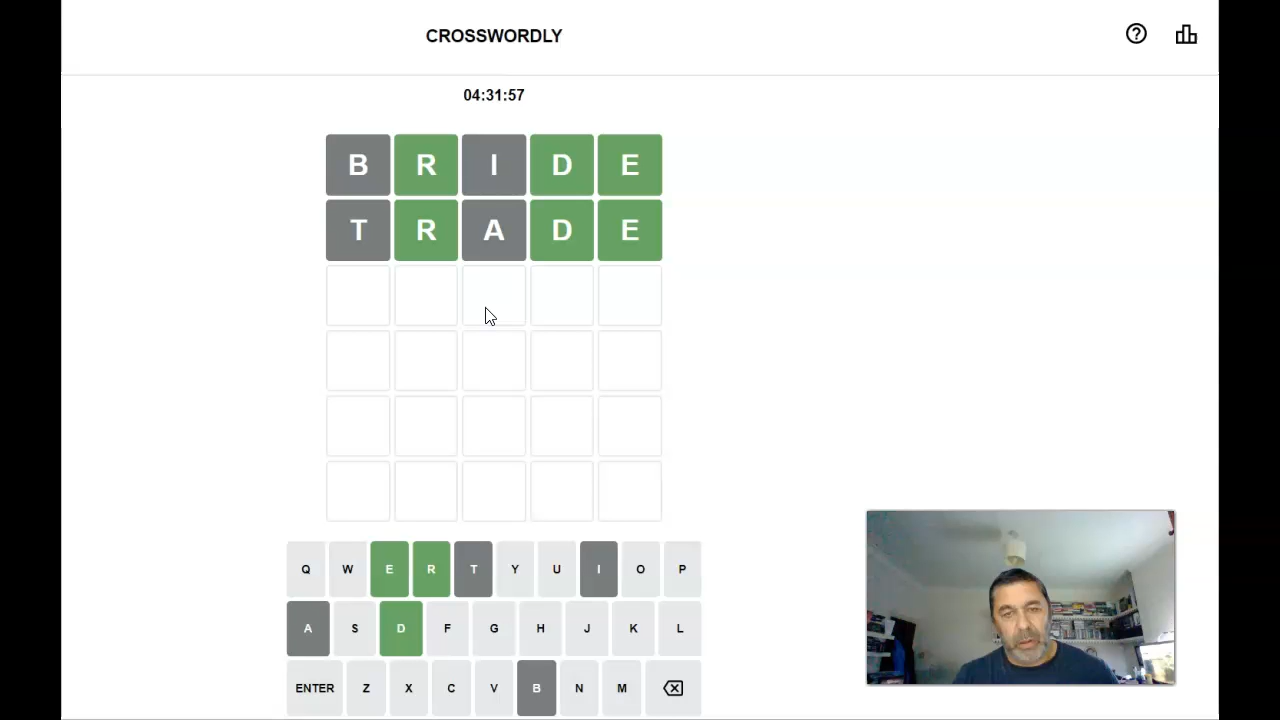 CROSSWORDLY
04:31:57
B R I D E
T R A D E
Q W E R T Y U I O P
A S D F G H J K L
ENTER Z X C V B N M